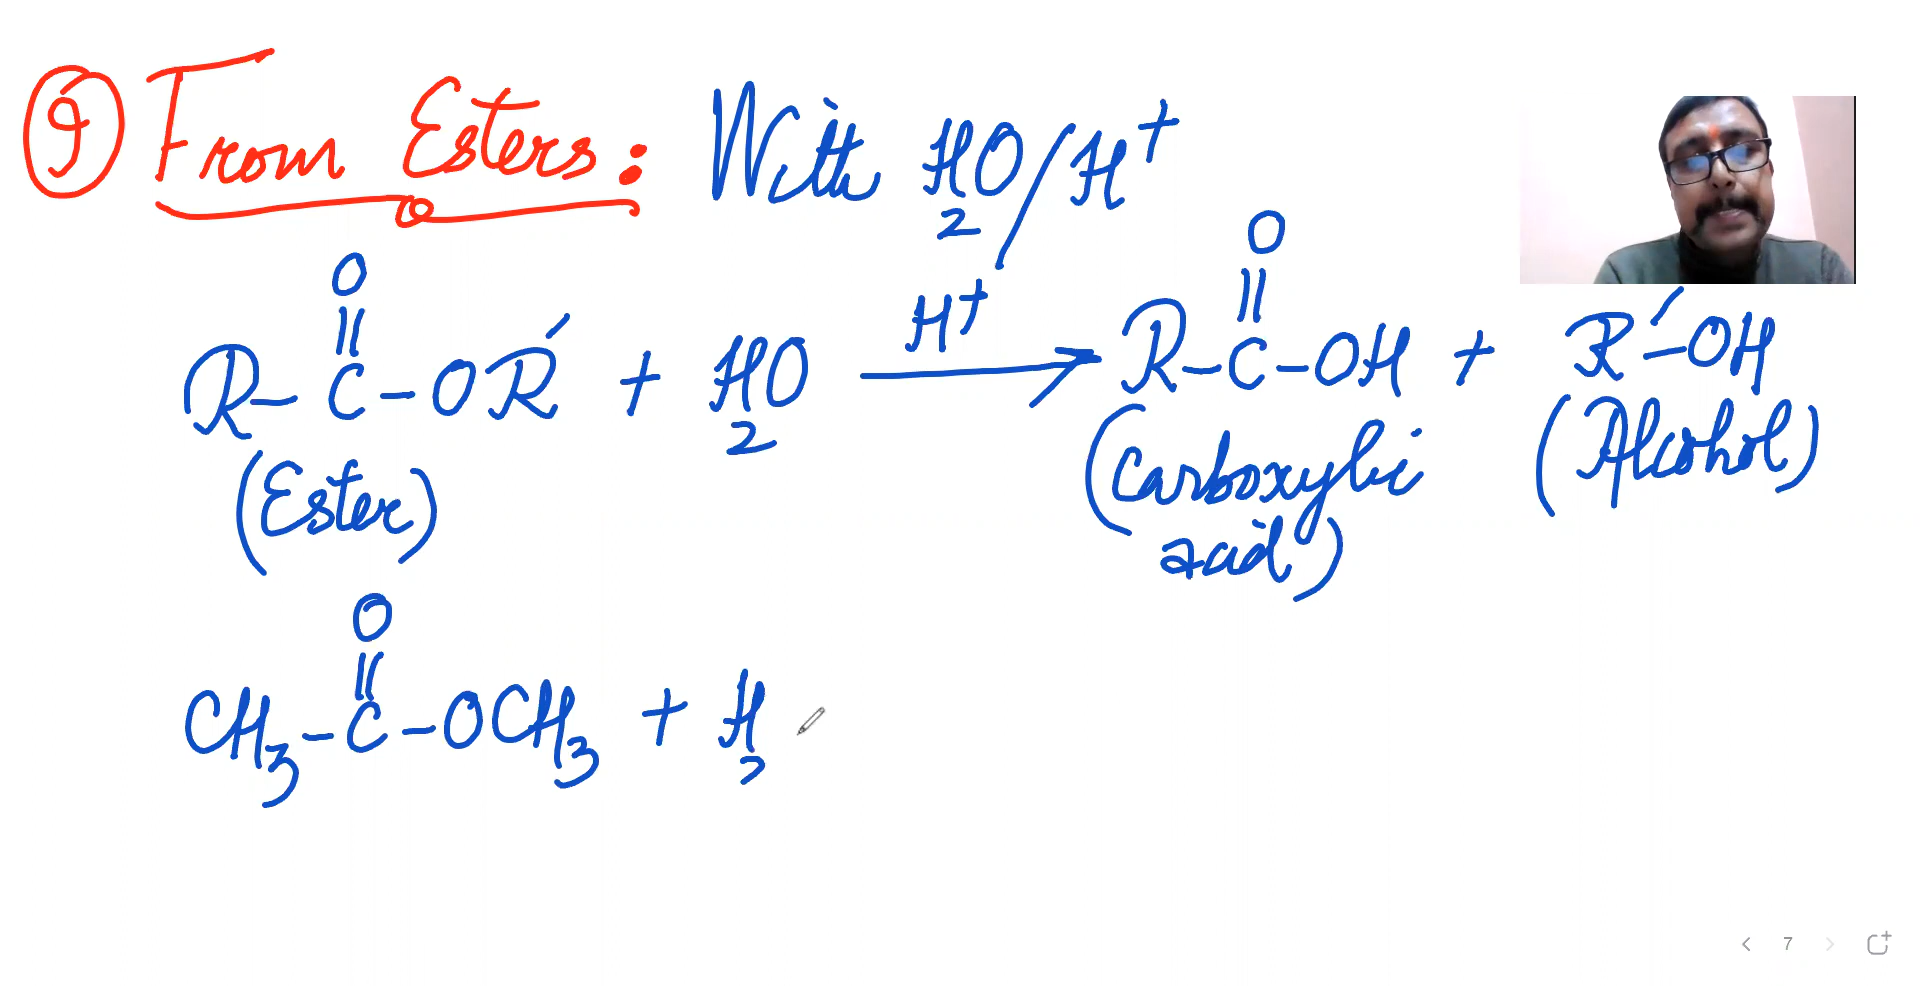 9 From Esters: With H2O/H+
O O
|| ||
R-C-OR' + H2O H+ → R-C-OH + R'-OH
(Ester) (Carboxylic acid) (Alcohol)
O
||
CH3-C-OCH3 + H2
7